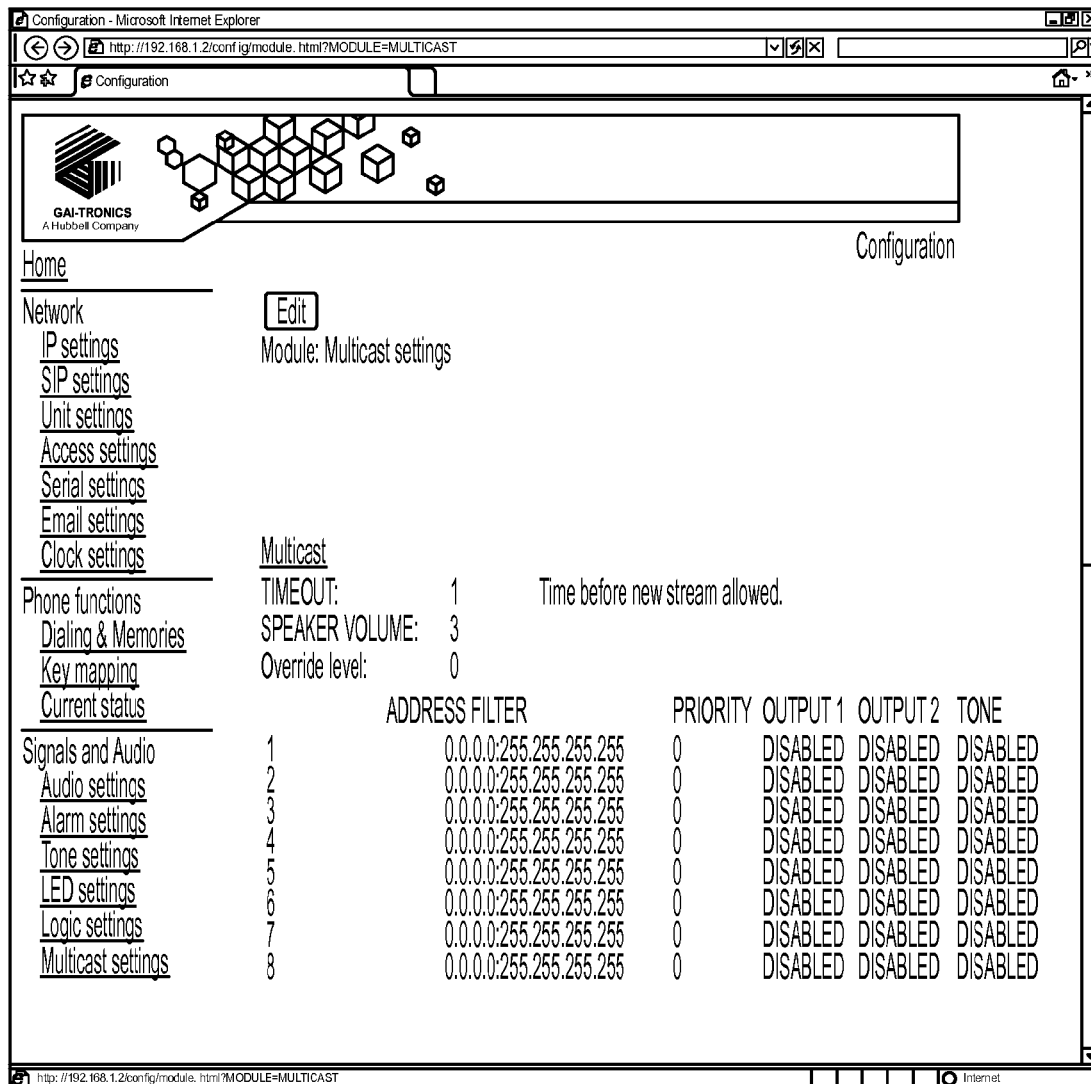 Configuration - Microsoft Internet Explorer
http://192.168.1.2/config/module. html?MODULE=MULTICAST
Configuration
GAI-TRONICS
A Hubbell Company
Configuration
Home
Network
IP settings
SIP settings
Unit settings
Access settings
Serial settings
Email settings
Clock settings
Phone functions
Dialing & Memories
Key mapping
Current status
Signals and Audio
Audio settings
Alarm settings
Tone settings
LED settings
Logic settings
Multicast settings
Edit
Module: Multicast settings
Multicast
TIMEOUT: 1 Time before new stream allowed.
SPEAKER VOLUME: 3
Override level: 0
ADDRESS FILTER PRIORITY OUTPUT 1 OUTPUT 2 TONE
1 0.0.0.0:255.255.255.255 0 DISABLED DISABLED DISABLED
2 0.0.0.0:255.255.255.255 0 DISABLED DISABLED DISABLED
3 0.0.0.0:255.255.255.255 0 DISABLED DISABLED DISABLED
4 0.0.0.0:255.255.255.255 0 DISABLED DISABLED DISABLED
5 0.0.0.0:255.255.255.255 0 DISABLED DISABLED DISABLED
6 0.0.0.0:255.255.255.255 0 DISABLED DISABLED DISABLED
7 0.0.0.0:255.255.255.255 0 DISABLED DISABLED DISABLED
8 0.0.0.0:255.255.255.255 0 DISABLED DISABLED DISABLED
http: //192.168.1.2/config/module. html?MODULE=MULTICAST
Internet